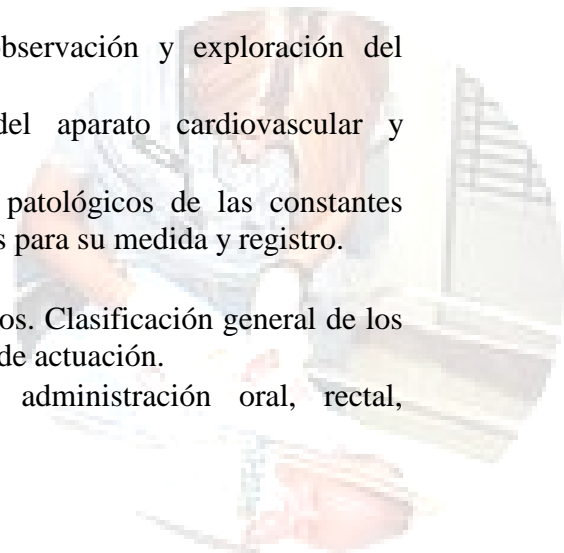 observación y exploración del
del aparato cardiovascular y
patológicos de las constantes
s para su medida y registro.
os. Clasificación general de los
de actuación.
administración oral, rectal,